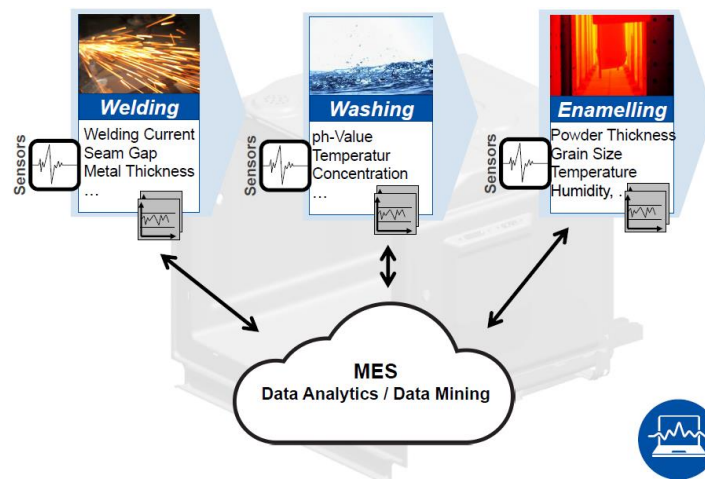 Welding
Sensors
Welding Current
Seam Gap
Metal Thickness
…
Washing
Sensors
ph-Value
Temperatur
Concentration
…
Enamelling
Sensors
Powder Thickness
Grain Size
Temperature
Humidity, …
MES
Data Analytics / Data Mining